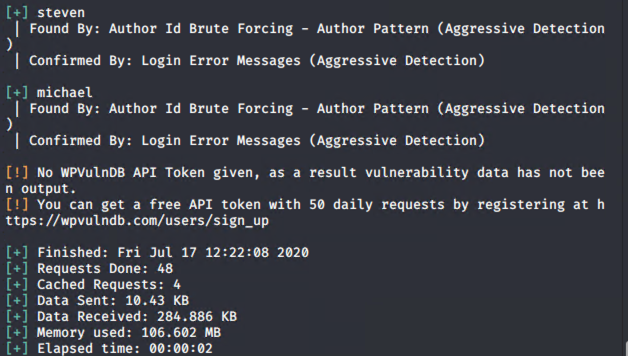 [+] steven
 | Found By: Author Id Brute Forcing - Author Pattern (Aggressive Detection
)
 | Confirmed By: Login Error Messages (Aggressive Detection)
[+] michael
 | Found By: Author Id Brute Forcing - Author Pattern (Aggressive Detection
)
 | Confirmed By: Login Error Messages (Aggressive Detection)
[!] No WPVulnDB API Token given, as a result vulnerability data has not bee
n output.
[!] You can get a free API token with 50 daily requests by registering at h
ttps://wpvulndb.com/users/sign_up
[+] Finished: Fri Jul 17 12:22:08 2020
[+] Requests Done: 48
[+] Cached Requests: 4
[+] Data Sent: 10.43 KB
[+] Data Received: 284.886 KB
[+] Memory used: 106.602 MB
[+] Elapsed time: 00:00:02